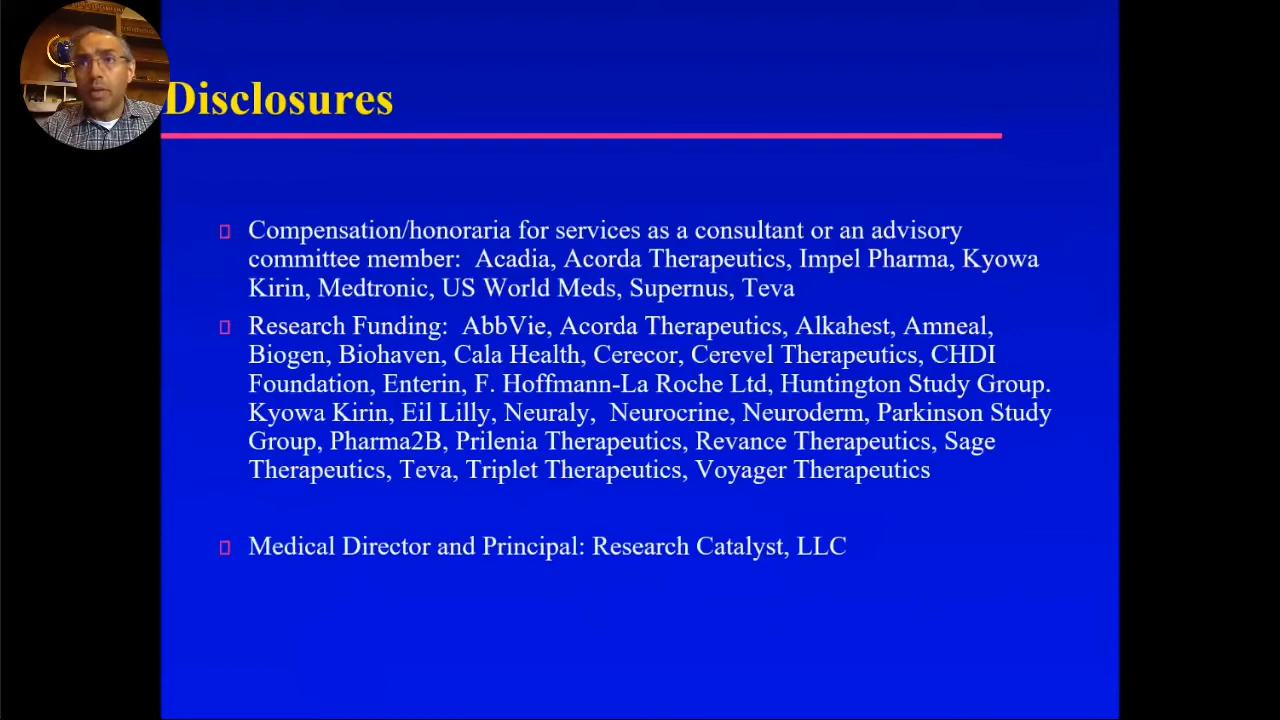 Disclosures
Compensation/honoraria for services as a consultant or an advisory
committee member:  Acadia, Acorda Therapeutics, Impel Pharma, Kyowa
Kirin, Medtronic, US World Meds, Supernus, Teva
Research Funding:  AbbVie, Acorda Therapeutics, Alkahest, Amneal,
Biogen, Biohaven, Cala Health, Cerecor, Cerevel Therapeutics, CHDI
Foundation, Enterin, F. Hoffmann-La Roche Ltd, Huntington Study Group.
Kyowa Kirin, Eil Lilly, Neuraly,  Neurocrine, Neuroderm, Parkinson Study
Group, Pharma2B, Prilenia Therapeutics, Revance Therapeutics, Sage
Therapeutics, Teva, Triplet Therapeutics, Voyager Therapeutics
Medical Director and Principal: Research Catalyst, LLC